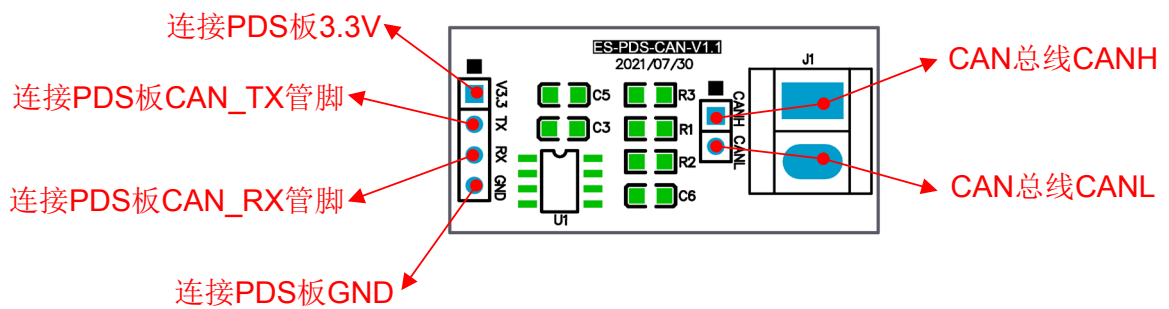 连接PDS板3.3V
连接PDS板CAN_TX管脚
连接PDS板CAN_RX管脚
连接PDS板GND
ES-PDS-CAN-V1.1
2021/07/30
V3.3
TX
RX
GND
C5
C3
U1
R3
R1
R2
C6
CANH
CANL
J1
CAN总线CANH
CAN总线CANL